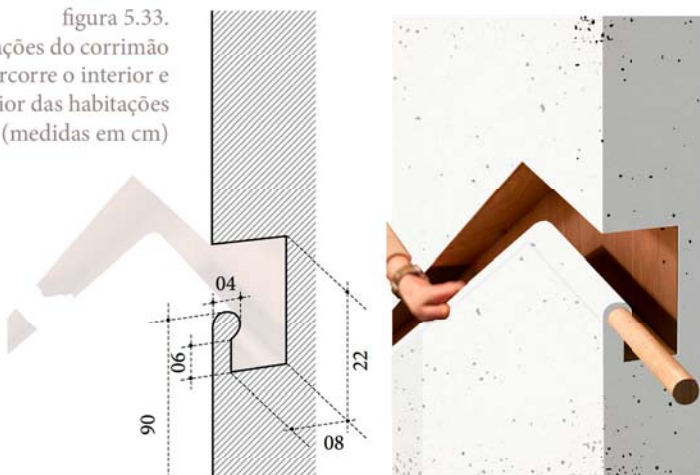 figura 5.33.
ações do corrimão
rcorre o interior e
ior das habitações
(medidas em cm)
04
06
22
90
08